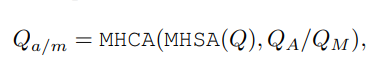 Q_{a/m} = MHCA(MHSA(Q), Q_A/Q_M),